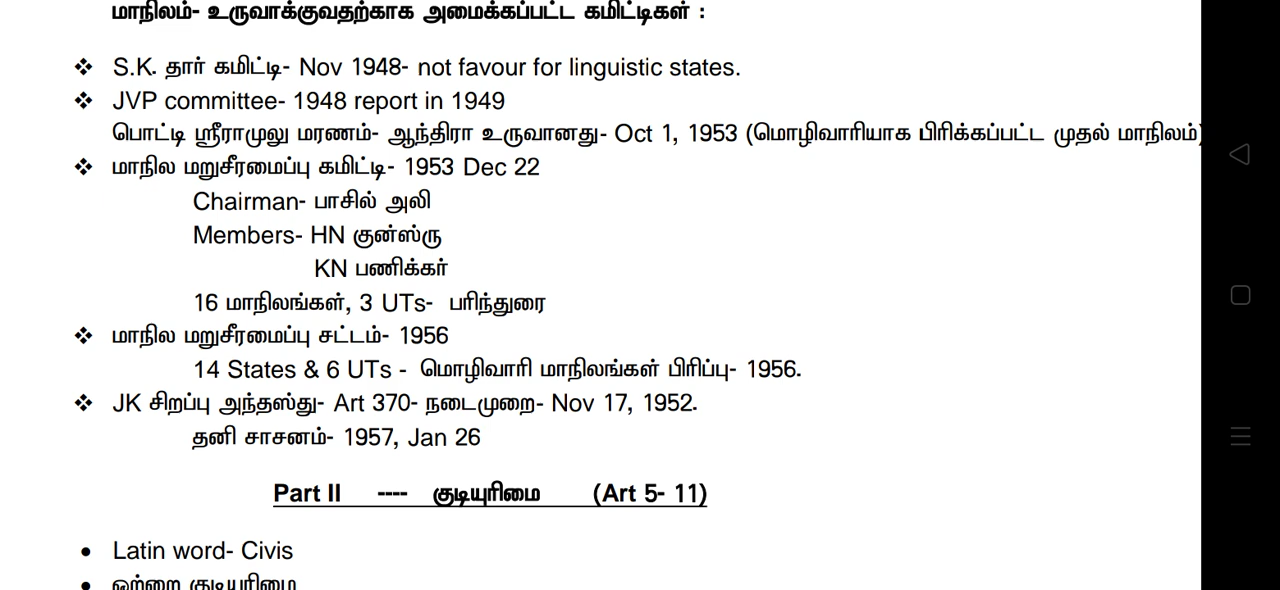 மாநிலம்- உருவாக்குவதற்காக அமைக்கப்பட்ட கமிட்டிகள் :
❖ S.K. தார் கமிட்டி- Nov 1948- not favour for linguistic states.
❖ JVP committee- 1948 report in 1949
பொட்டி ஸ்ரீராமுலு மரணம்- ஆந்திரா உருவானது- Oct 1, 1953 (மொழிவாரியாக பிரிக்கப்பட்ட முதல் மாநிலம்)
❖ மாநில மறுசீரமைப்பு கமிட்டி- 1953 Dec 22
Chairman- பாசில் அலி
Members- HN குன்ஸ்ரு
KN பணிக்கர்
16 மாநிலங்கள், 3 UTs- பரிந்துரை
❖ மாநில மறுசீரமைப்பு சட்டம்- 1956
14 States & 6 UTs - மொழிவாரி மாநிலங்கள் பிரிப்பு- 1956.
❖ JK சிறப்பு அந்தஸ்து- Art 370- நடைமுறை- Nov 17, 1952.
தனி சாசனம்- 1957, Jan 26
Part II ---- குடியுரிமை (Art 5- 11)
• Latin word- Civis
• ஒற்றை குடியுரிமை